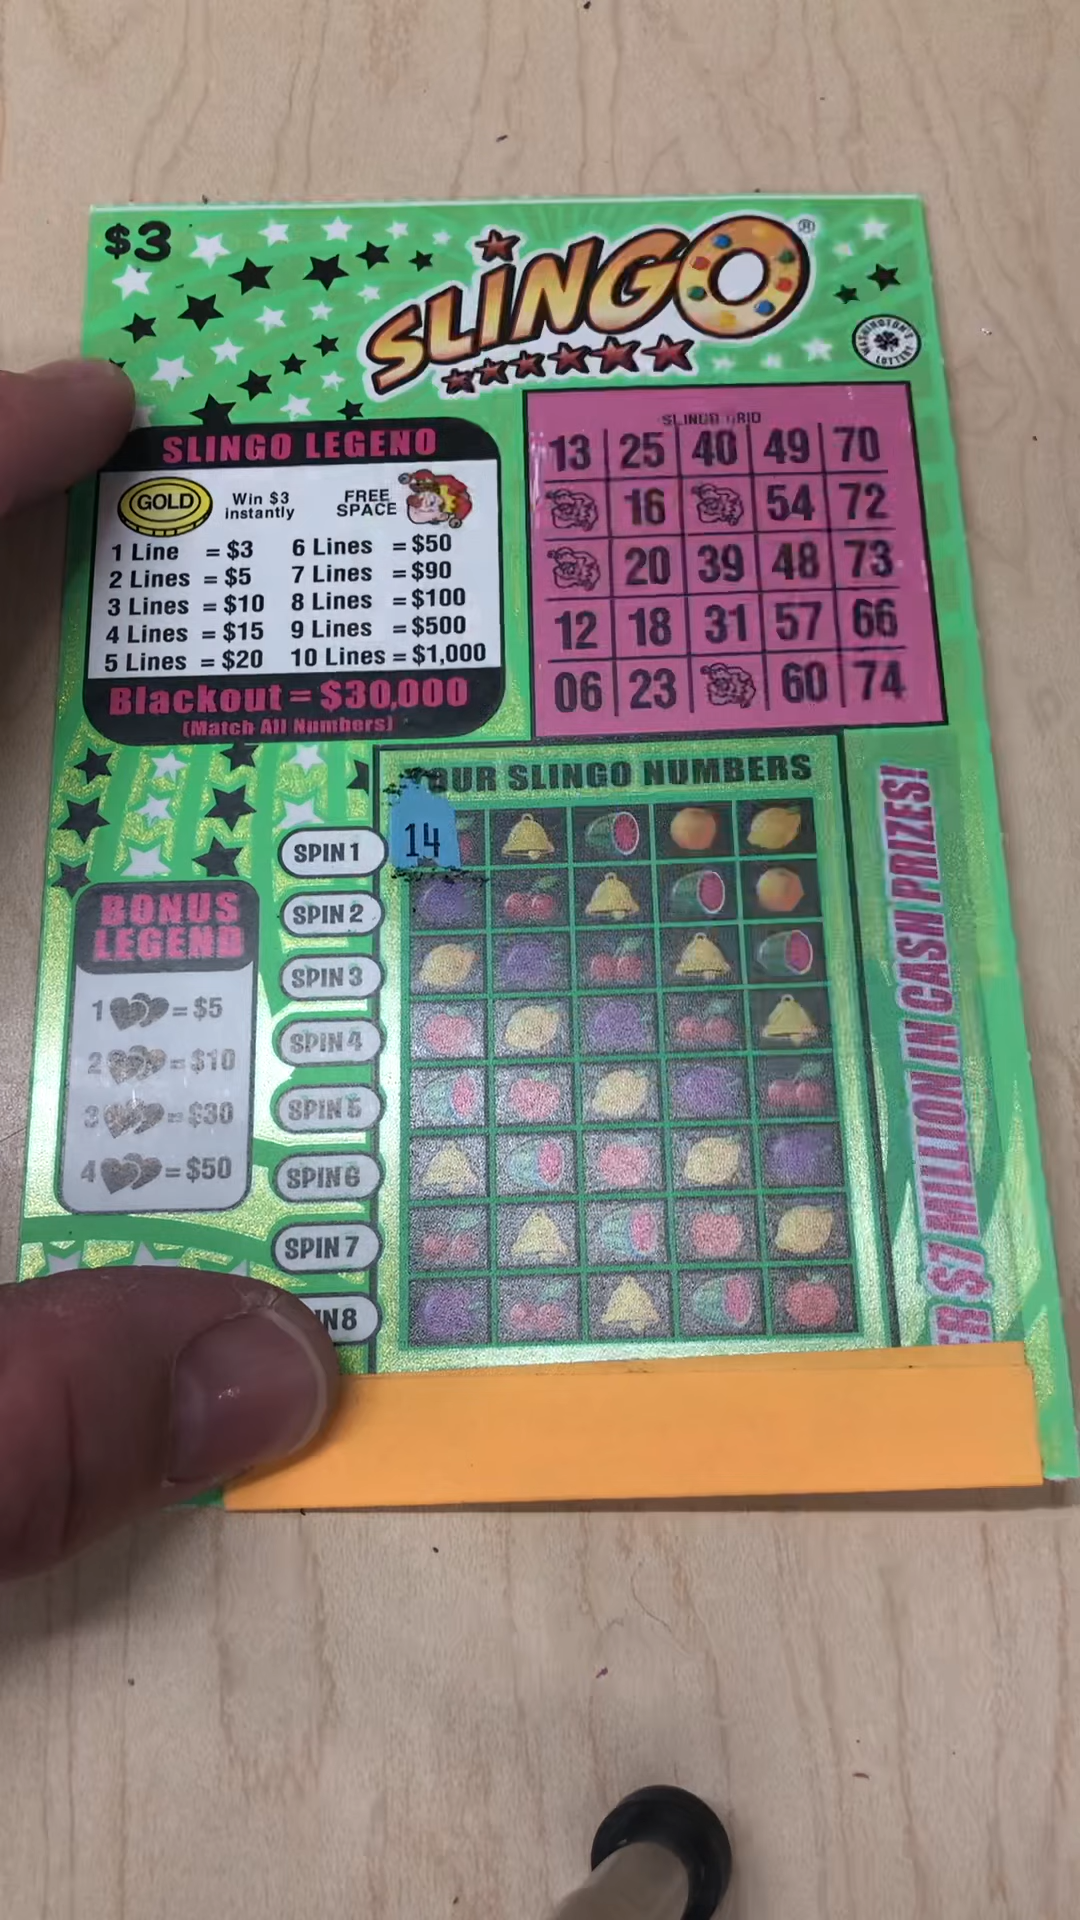 $3
SLiNGO®
WASHINGTON'S LOTTERY
SLINGO LEGEND
GOLD
Win $3 instantly
FREE SPACE
1 Line = $3
2 Lines = $5
3 Lines = $10
4 Lines = $15
5 Lines = $20
6 Lines = $50
7 Lines = $90
8 Lines = $100
9 Lines = $500
10 Lines = $1,000
Blackout = $30,000
(Match All Numbers)
SLINGO GRID
13 25 40 49 70
16 54 72
20 39 48 73
12 18 31 57 66
06 23 60 74
OUR SLINGO NUMBERS
14
SPIN 1
SPIN 2
SPIN 3
SPIN 4
SPIN 5
SPIN 6
SPIN 7
IN 8
BONUS
LEGEND
1 = $5
2 = $10
3 = $30
4 = $50
ER $7 MILLION IN CASH PRIZES!